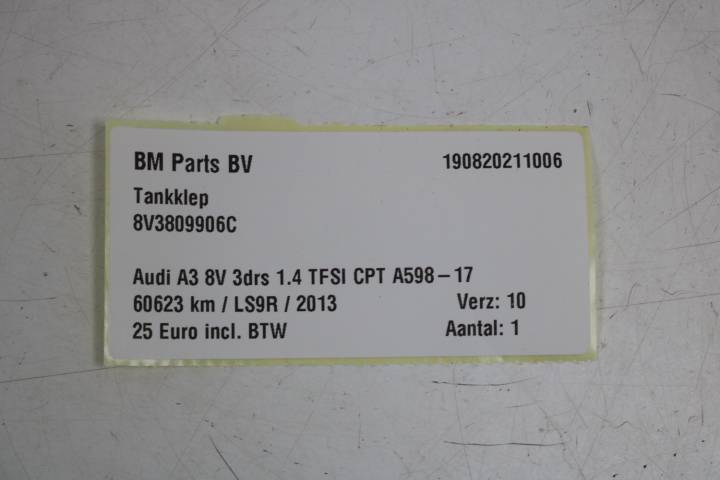 BM Parts BV 190820211006
Tankklep
8V3809906C
Audi A3 8V 3drs 1.4 TFSI CPT A598-17
60623 km / LS9R / 2013 Verz: 10
25 Euro incl. BTW Aantal: 1